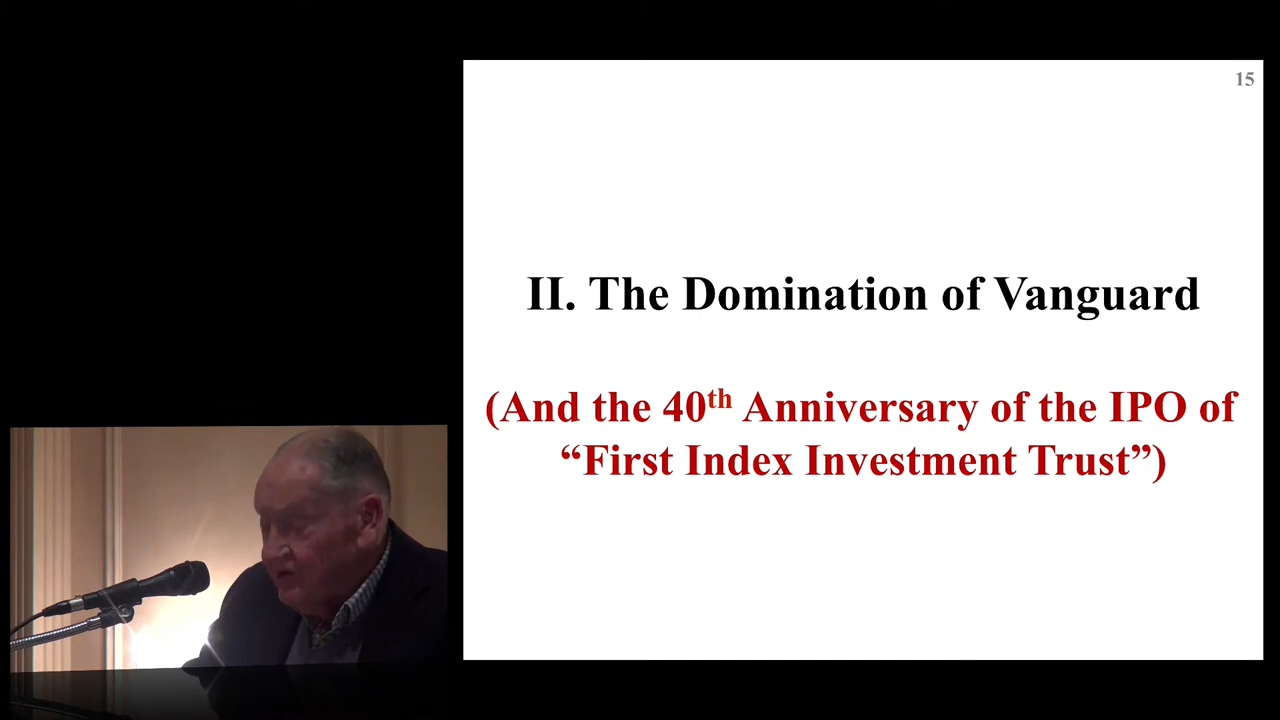 15
II. The Domination of Vanguard
(And the 40th Anniversary of the IPO of
“First Index Investment Trust”)